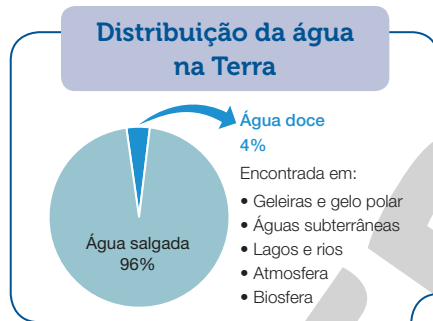 Distribuição da água
na Terra
Água doce
4%
Encontrada em:
• Geleiras e gelo polar
• Águas subterrâneas
• Lagos e rios
• Atmosfera
• Biosfera
Água salgada
96%